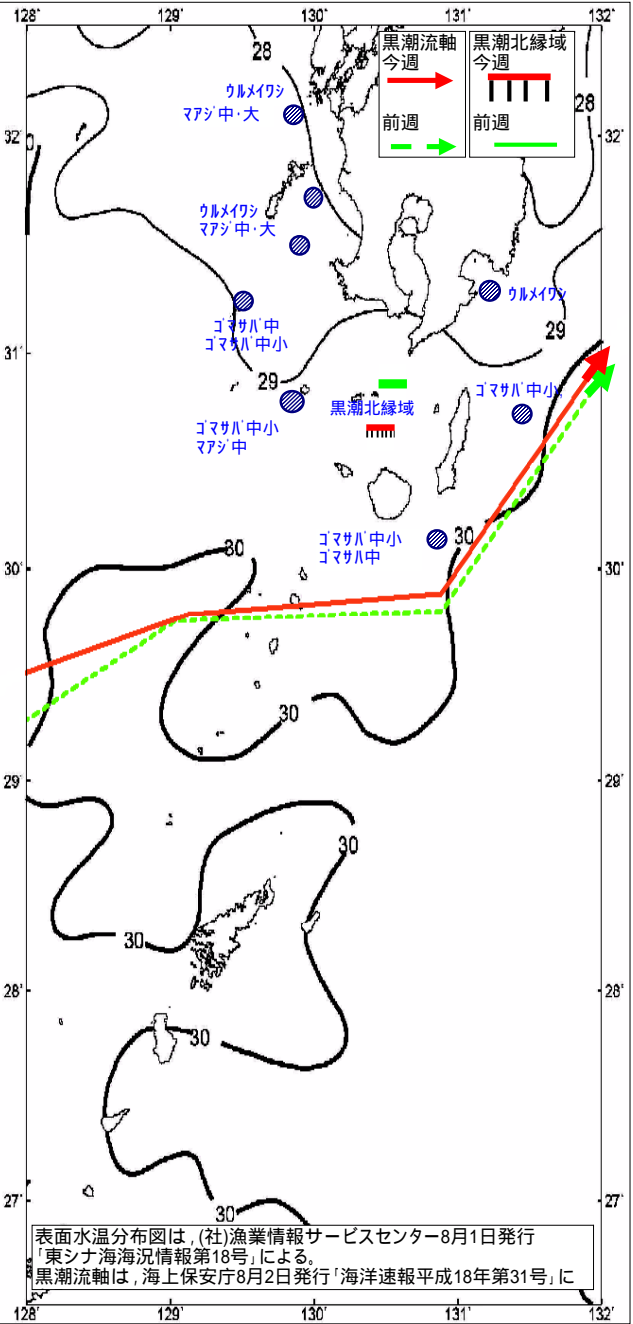 128゜ 129゜ 130゜ 131゜ 132゜
黒潮流軸
今週
前週
黒潮北縁域
今週
前週
28
28
ウルメイワシ
マアジ中・大
32゜
32゜
ウルメイワシ
マアジ中・大
ウルメイワシ
ゴマサバ中
ゴマサバ中小
29
31゜
31゜
29
ゴマサバ中小
黒潮北縁域
ゴマサバ中小
マアジ中
ゴマサバ中小
ゴマサハ中
30
30
30゜
30゜
30
29゜
29゜
30
30
28゜
28゜
30
27゜
27゜
30
表面水温分布図は,(社)漁業情報サービスセンター8月1日発行
「東シナ海海況情報第18号」による。
黒潮流軸は,海上保安庁8月2日発行「海洋速報平成18年第31号」に
128゜ 129゜ 130゜ 131゜ 132゜